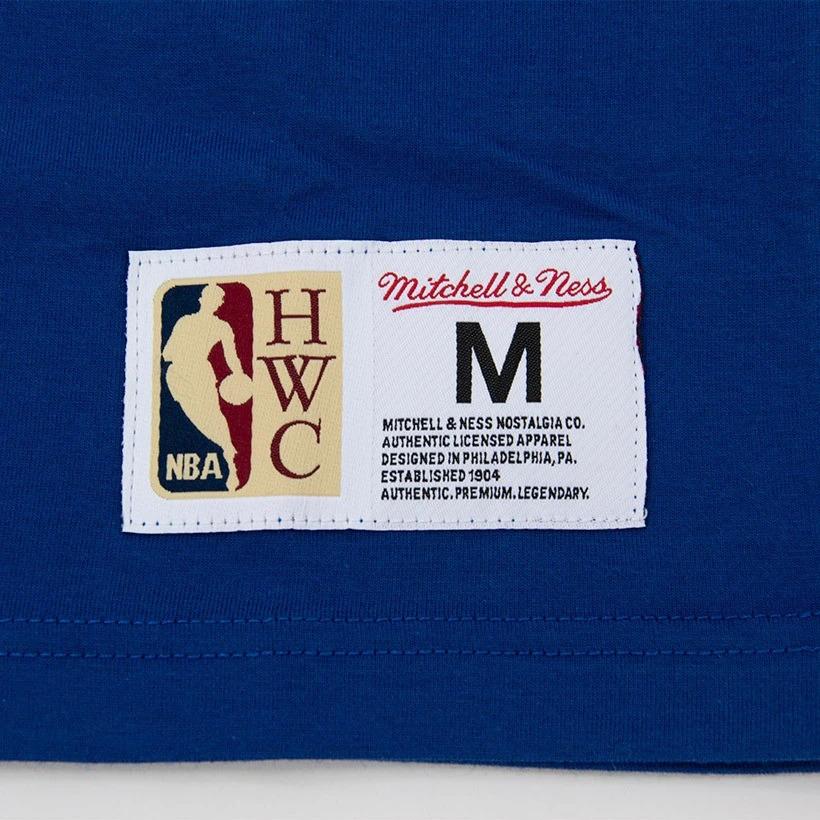 NBA
H
W
C
Mitchell & Ness
M
MITCHELL & NESS NOSTALGIA CO.
AUTHENTIC LICENSED APPAREL
DESIGNED IN PHILADELPHIA, PA.
ESTABLISHED 1904
AUTHENTIC. PREMIUM. LEGENDARY.